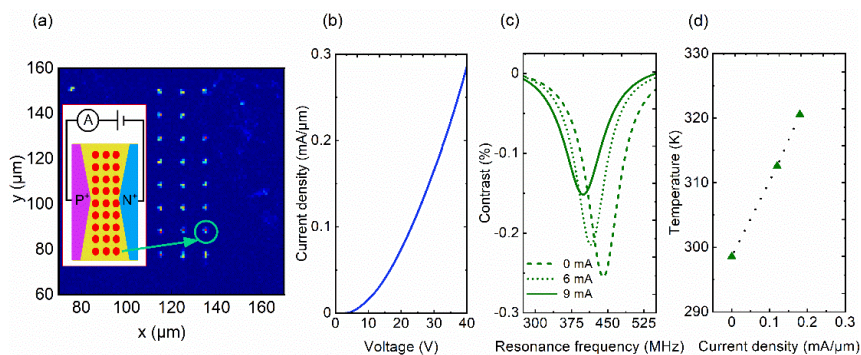 (a)
(b)
(c)
(d)
160
140
120
100
80
60
80
100
120
140
160
y (µm)
x (µm)
A
P+
N+
0.3
0.2
0.1
0
0
10
20
30
40
Current density (mA/µm)
Voltage (V)
0
-0.1
-0.2
-0.3
300
375
450
525
Contrast (%)
0 mA
6 mA
9 mA
Resonance frequency (MHz)
330
320
310
300
290
0
0.1
0.2
0.3
Temperature (K)
Current density (mA/µm)